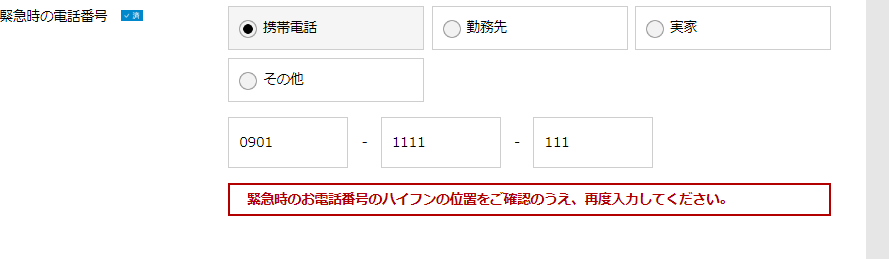 緊急時の電話番号 ✓ 済
携帯電話 勤務先 実家
その他
0901 - 1111 - 111
緊急時のお電話番号のハイフンの位置をご確認のうえ、再度入力してください。